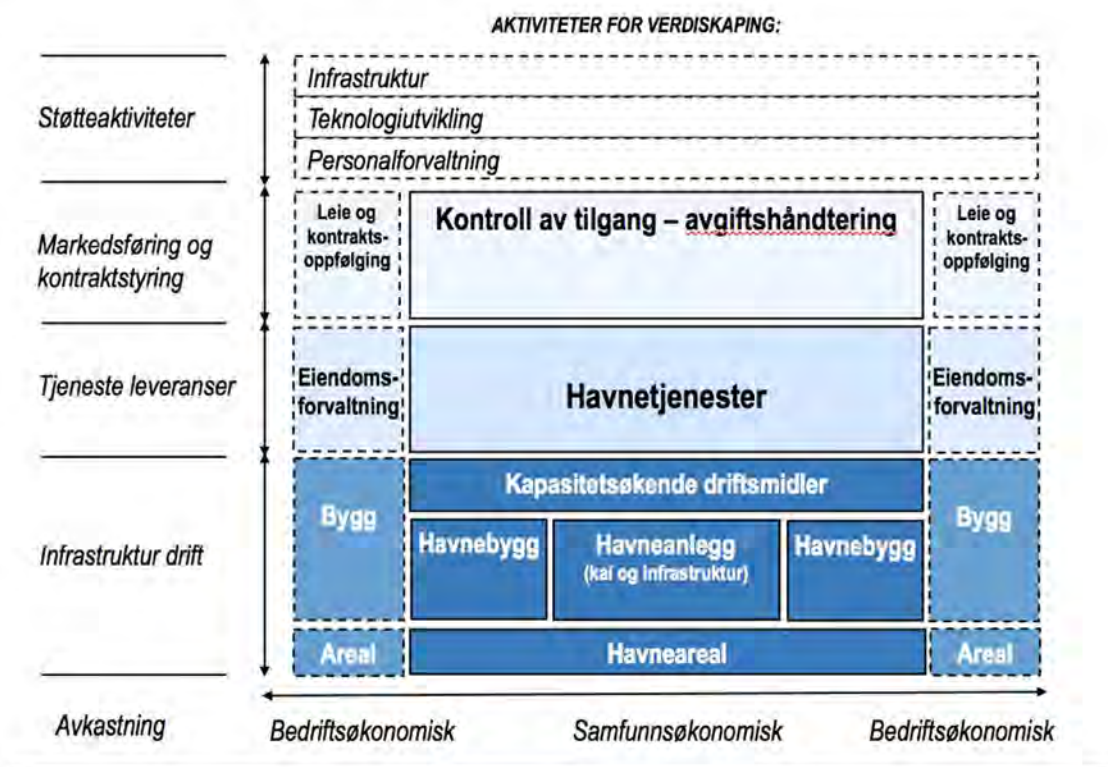 AKTIVITETER FOR VERDISKAPING:
Støtteaktiviteter
Infrastruktur
Teknologiutvikling
Personalforvaltning
Markedsføring og
kontraktstyring
Leie og
kontrakts-
oppfølging
Kontroll av tilgang – avgiftshåndtering
Leie og
kontrakts-
oppfølging
Tjeneste leveranser
Eiendoms-
forvaltning
Havnetjenester
Eiendoms-
forvaltning
Infrastruktur drift
Bygg
Kapasitetsøkende driftsmidler
Havnebygg
Havneanlegg
(kai og infrastruktur)
Havnebygg
Bygg
Areal
Havneareal
Areal
Avkastning
Bedriftsøkonomisk
Samfunnsøkonomisk
Bedriftsøkonomisk